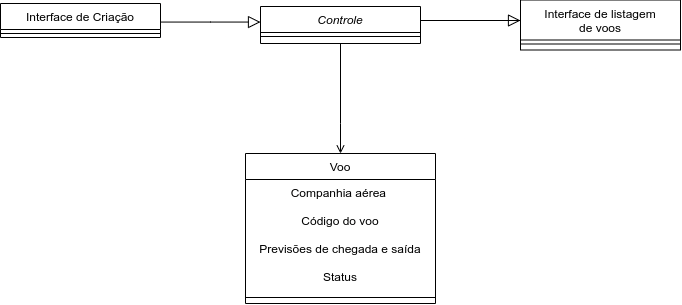 Interface de Criação
Controle
Interface de listagem
de voos
Voo
Companhia aérea
Código do voo
Previsões de chegada e saída
Status